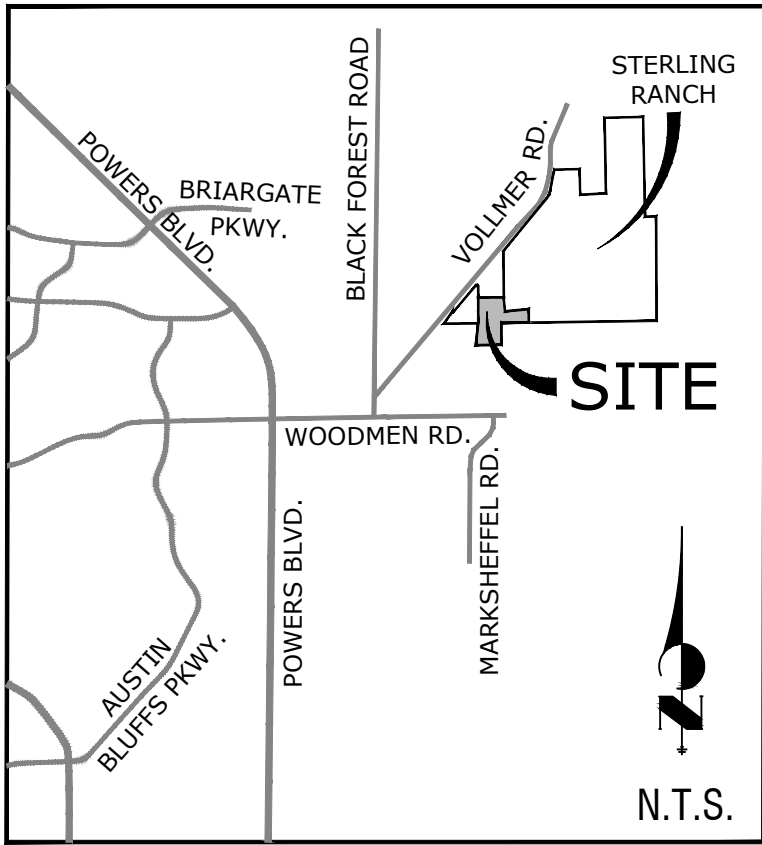 STERLING
RANCH
BLACK FOREST ROAD
VOLLMER RD.
POWERS BLVD.
BRIARGATE
PKWY.
SITE
WOODMEN RD.
MARKSHEFFEL RD.
POWERS BLVD.
AUSTIN
BLUFFS PKWY.
N
N.T.S.